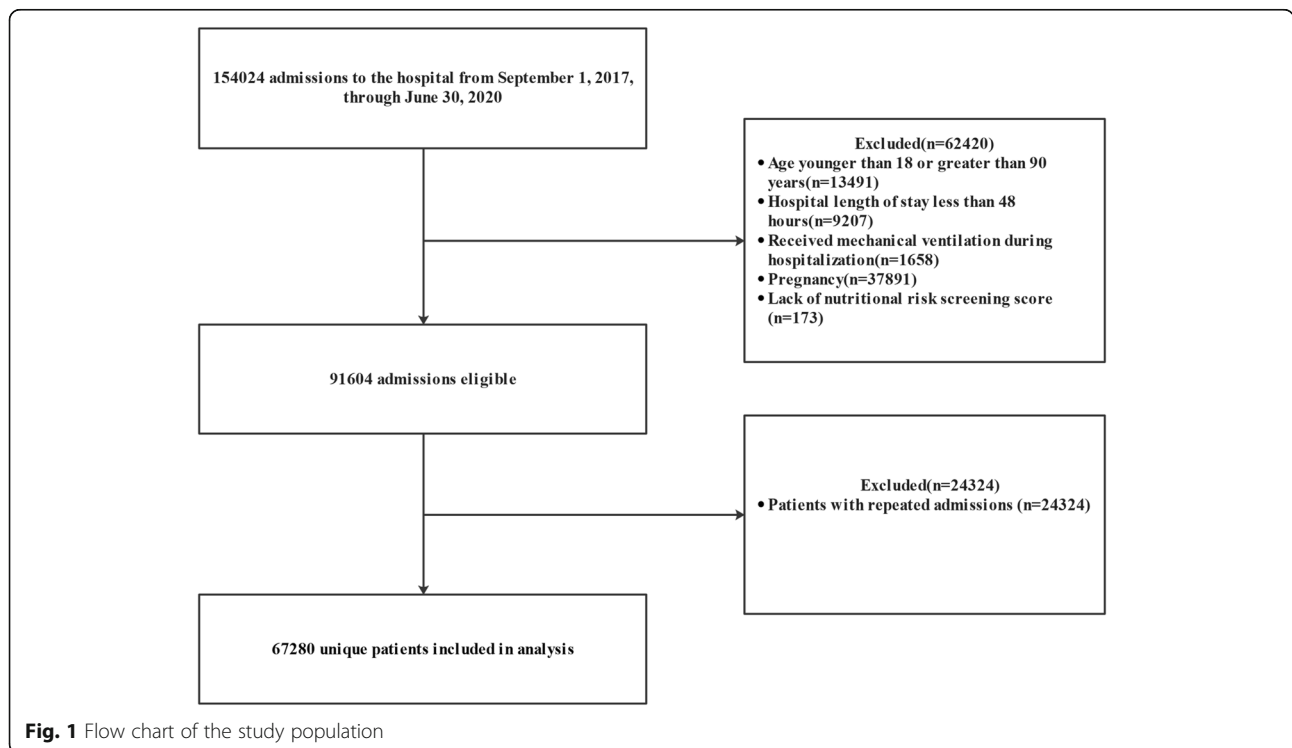 154024 admissions to the hospital from September 1, 2017,
through June 30, 2020
Excluded(n=62420)
• Age younger than 18 or greater than 90
years(n=13491)
• Hospital length of stay less than 48
hours(n=9207)
• Received mechanical ventilation during
hospitalization(n=1658)
• Pregnancy(n=37891)
• Lack of nutritional risk screening score
(n=173)
91604 admissions eligible
Excluded(n=24324)
• Patients with repeated admissions (n=24324)
67280 unique patients included in analysis
Fig. 1 Flow chart of the study population